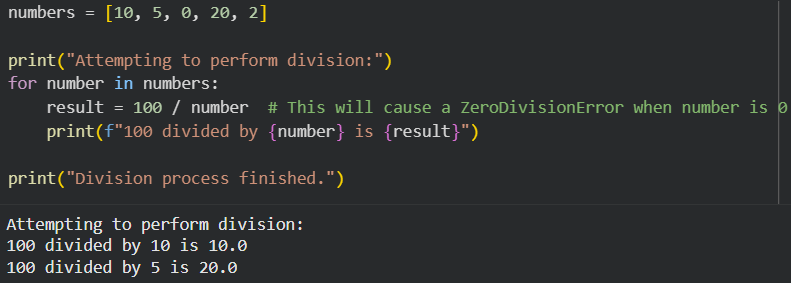 numbers = [10, 5, 0, 20, 2]
print("Attempting to perform division:")
for number in numbers:
    result = 100 / number  # This will cause a ZeroDivisionError when number is 0
    print(f"100 divided by {number} is {result}")
print("Division process finished.")
Attempting to perform division:
100 divided by 10 is 10.0
100 divided by 5 is 20.0